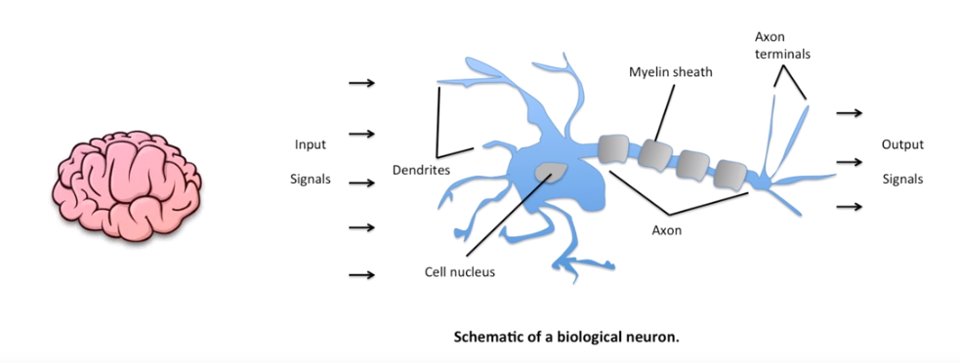 Axon
terminals
Myelin sheath
Input
Signals
Dendrites
Output
Signals
Axon
Cell nucleus
Schematic of a biological neuron.